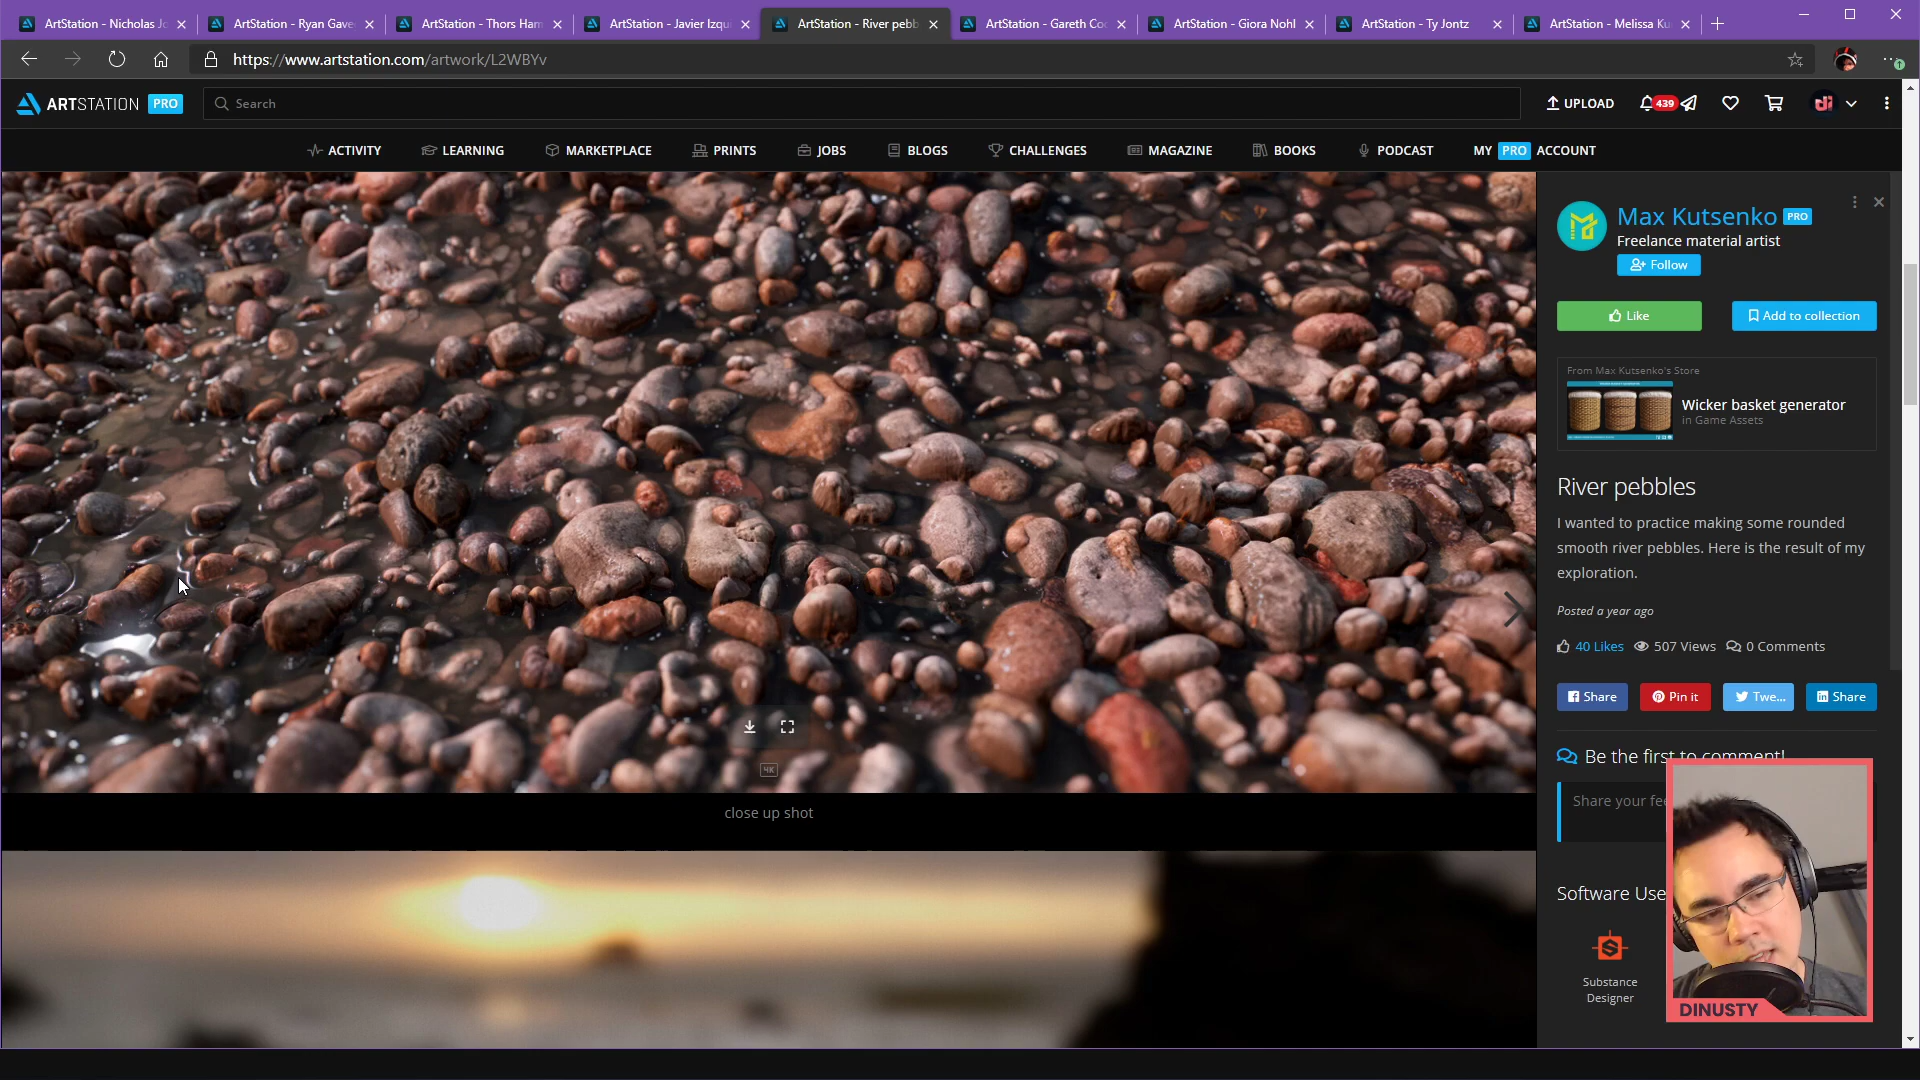 ArtStation - Nicholas Jo
ArtStation - Ryan Gave
ArtStation - Thors Ham
ArtStation - Javier Izqu
ArtStation - River pebb
ArtStation - Gareth Co
ArtStation - Giora Nohl
ArtStation - Ty Jontz
ArtStation - Melissa Ku
https://www.artstation.com/artwork/L2WBYv
ARTSTATION PRO
Search
UPLOAD
439
di
ACTIVITY
LEARNING
MARKETPLACE
PRINTS
JOBS
BLOGS
CHALLENGES
MAGAZINE
BOOKS
PODCAST
MY PRO ACCOUNT
Max Kutsenko PRO
Freelance material artist
Follow
Like
Add to collection
From Max Kutsenko's Store
Wicker basket generator
in Game Assets
River pebbles
I wanted to practice making some rounded
smooth river pebbles. Here is the result of my
exploration.
Posted a year ago
40 Likes 507 Views 0 Comments
Share
Pin it
Twe...
Share
4K
close up shot
Be the first to comment!
Share your fee
Software Use
Substance
Designer
DINUSTY